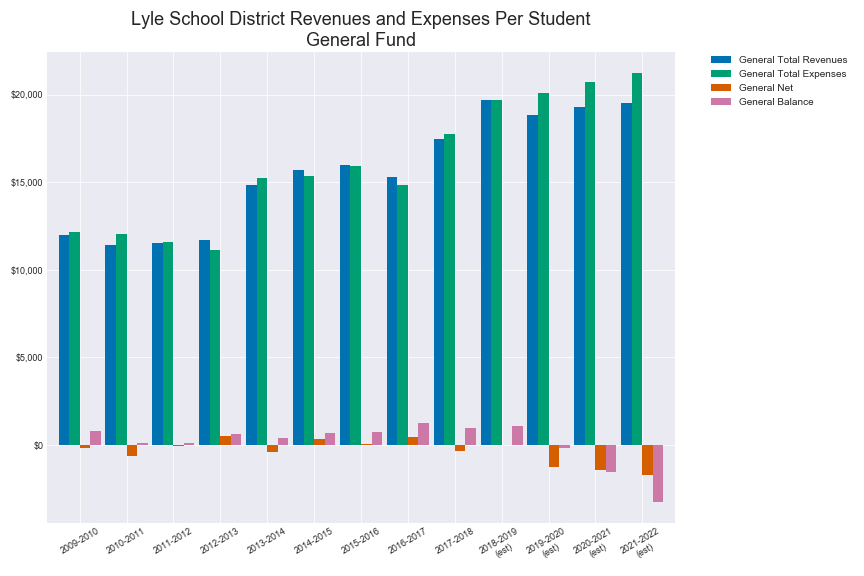 Lyle School District Revenues and Expenses Per Student
General Fund
General Total Revenues
General Total Expenses
General Net
General Balance
$20,000
$15,000
$10,000
$5,000
$0
2009-2010
2010-2011
2011-2012
2012-2013
2013-2014
2014-2015
2015-2016
2016-2017
2017-2018
2018-2019
(est)
2019-2020
(est)
2020-2021
(est)
2021-2022
(est)